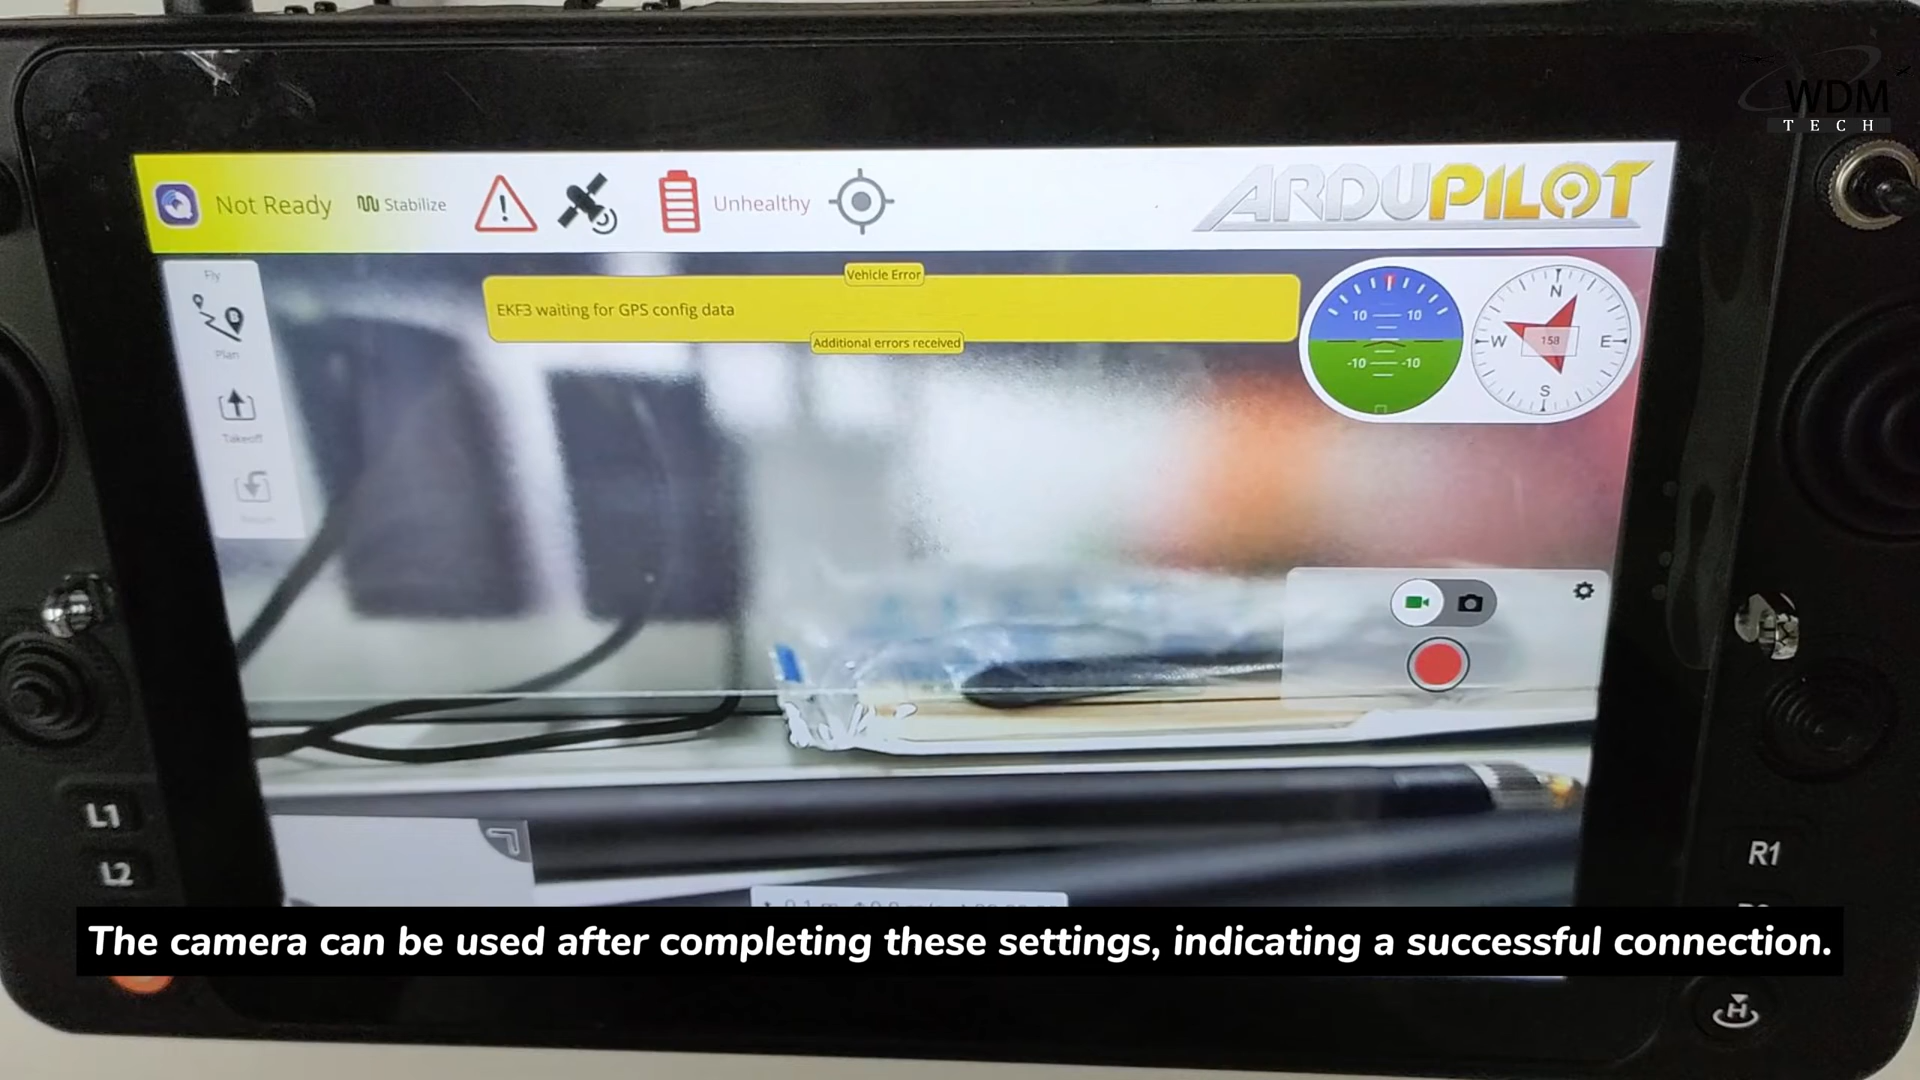 WDM
TECH
Not Ready
Stabilize
Unhealthy
ARDUPILOT
Fly
Vehicle Error
EKF3 waiting for GPS config data
Additional errors received
Plan
Takeoff
10 10
-10 -10
N
W 158 E
S
L1
L2
R1
H
The camera can be used after completing these settings, indicating a successful connection.